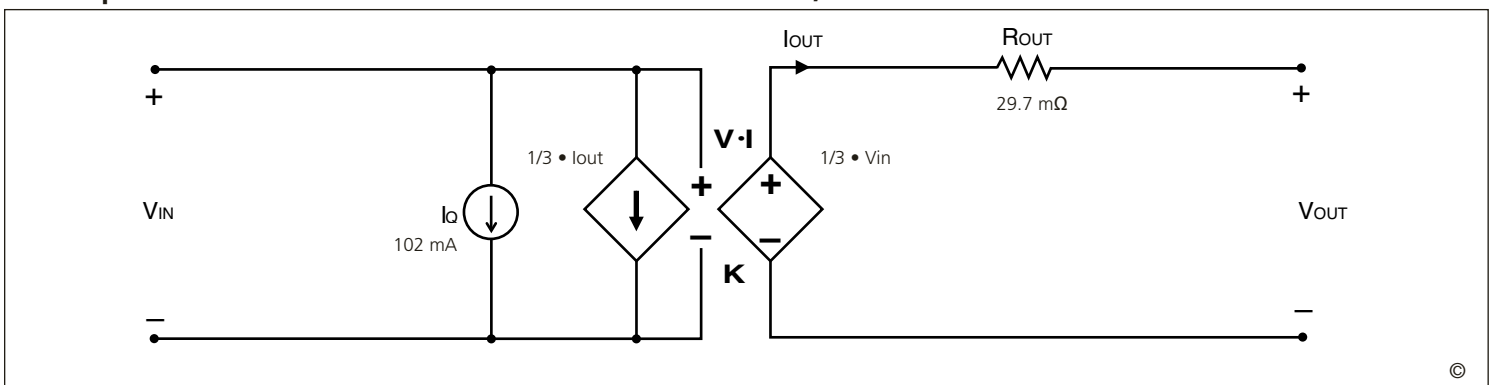 IOUT
ROUT
+
+
29.7 mΩ
V·I
1/3 • Iout
1/3 • Vin
+
+
VIN
IQ
VOUT
102 mA
–
–
K
–
–
©